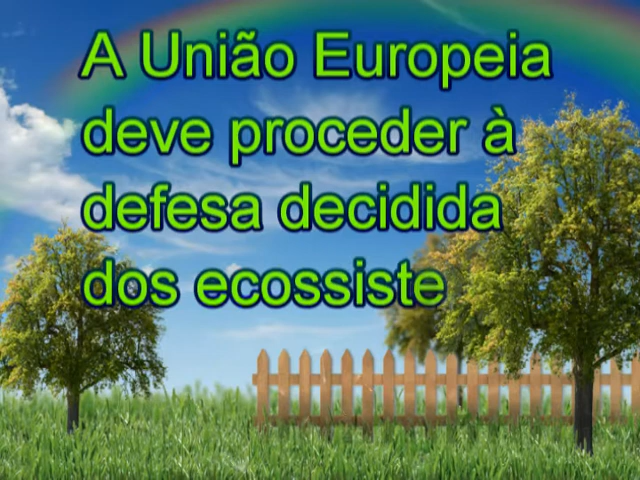 A União Europeia
deve proceder à
defesa decidida
dos ecossiste